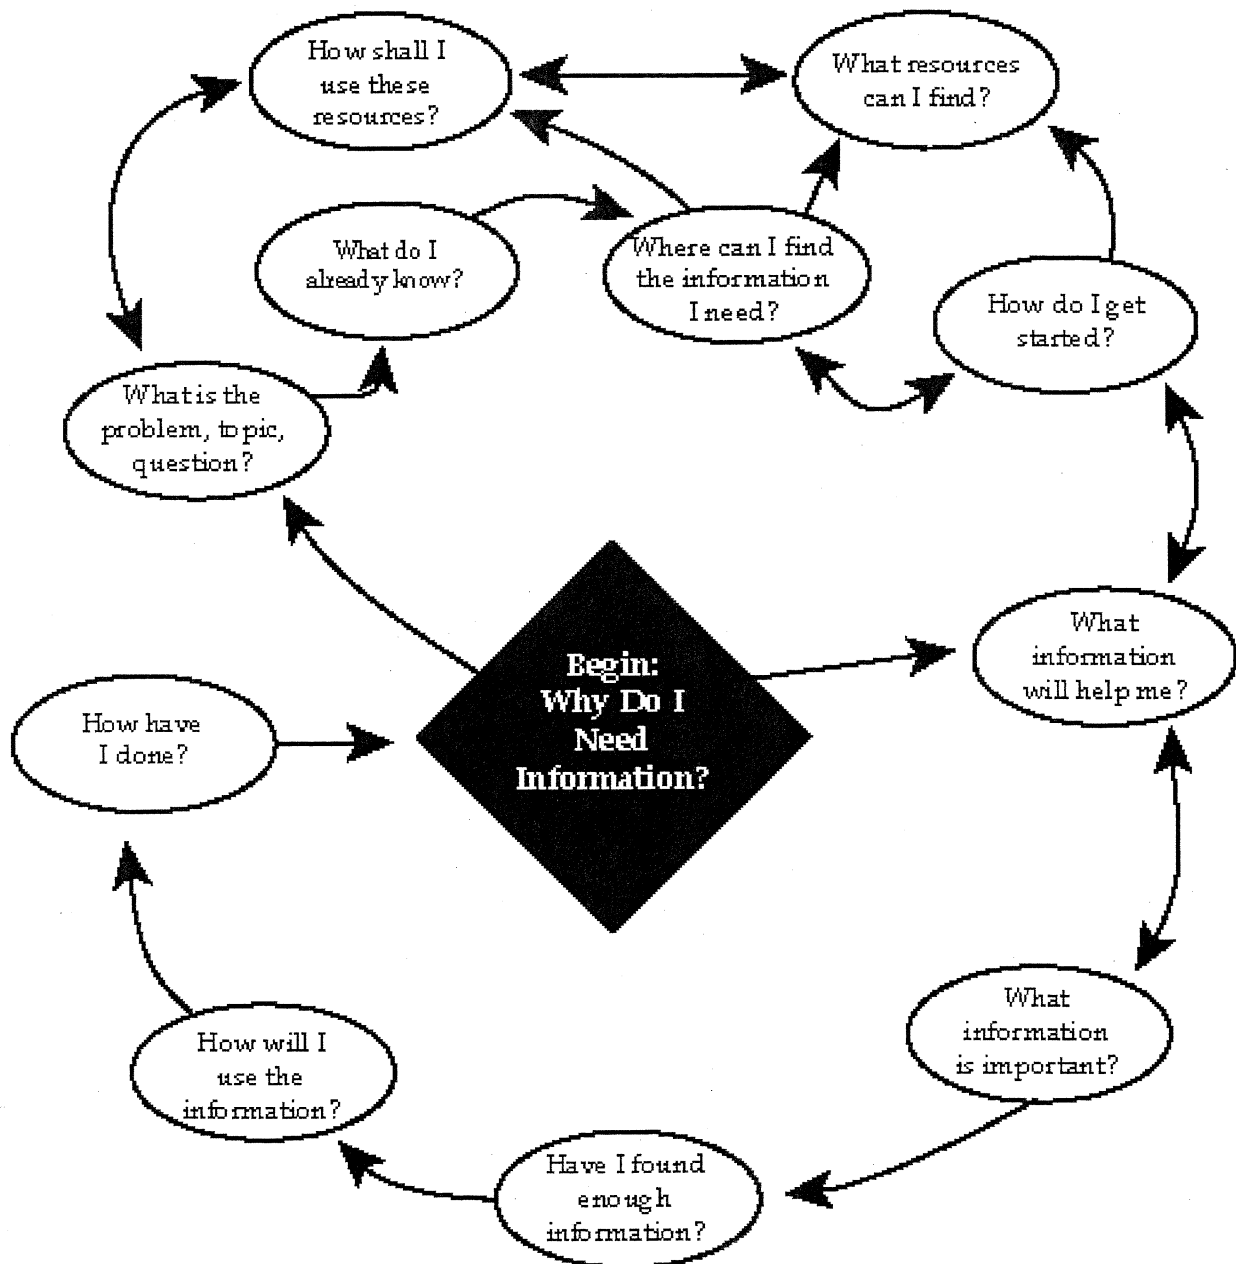 How shall I
use these
resources?
What resources
can I find?
What do I
already know?
Where can I find
the information
I need?
How do I get
started?
What is the
problem, topic,
question?
Begin:
Why Do I
Need
Information?
What
information
will help me?
How have
I done?
What
information
is important?
How will I
use the
information?
Have I found
enough
information?